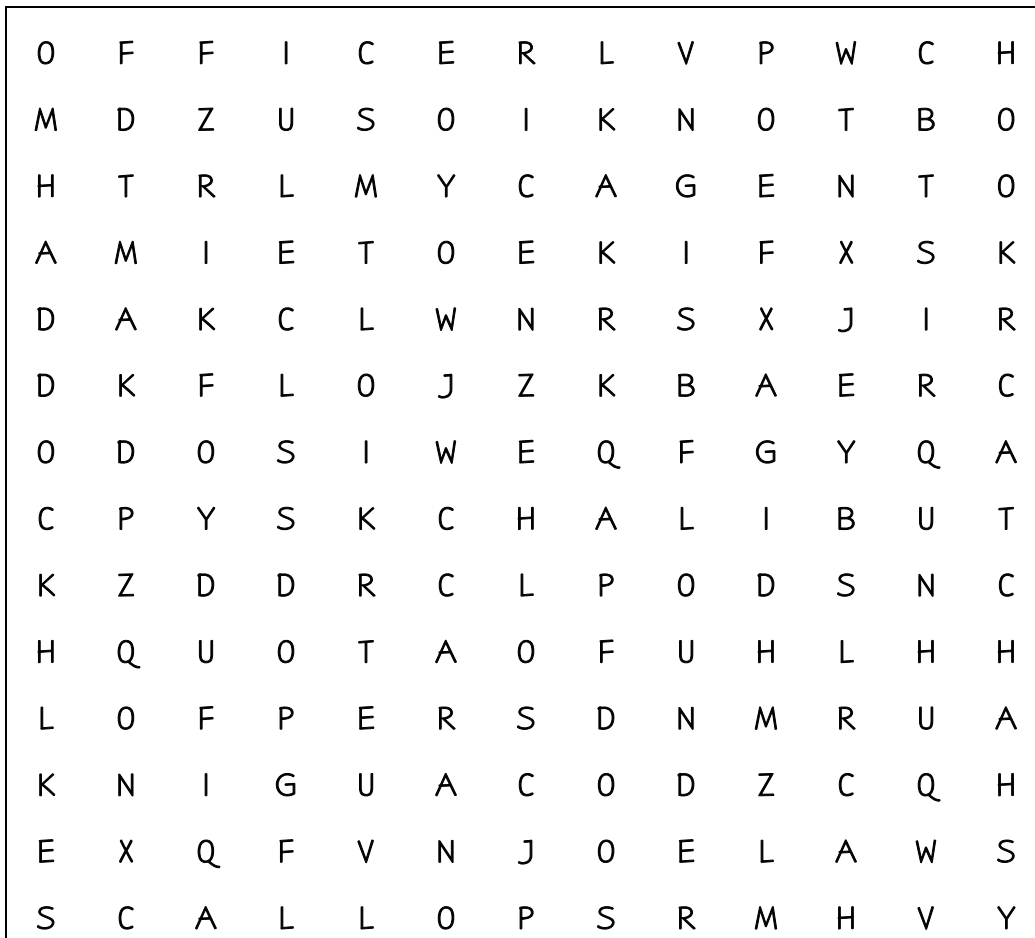 O F F I C E R L V P W C H
M D Z U S O I K N O T B O
H T R L M Y C A G E N T O
A M I E T O E K I F X S K
D A K C L W N R S X J I R
D K F L O J Z K B A E R C
O D O S I W E Q F G Y Q A
C P Y S K C H A L I B U T
K Z D D R C L P O D S N C
H Q U O T A O F U H L H H
L O F P E R S D N M R U A
K N I G U A C O D Z C Q H
E X Q F V N J O E L A W S
S C A L L O P S R M H V Y